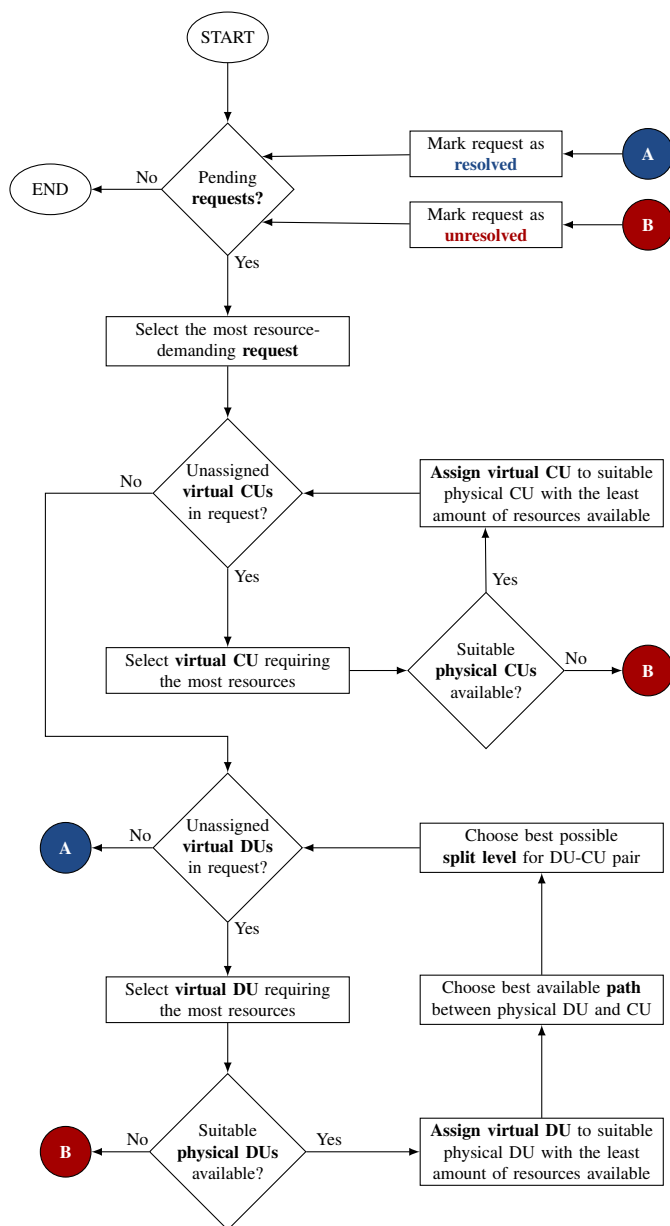 START
Mark request as
resolved
A
END
No
Pending
requests?
Mark request as
unresolved
B
Yes
Select the most resource-
demanding request
No
Unassigned
virtual CUs
in request?
Assign virtual CU to suitable
physical CU with the least
amount of resources available
Yes
Yes
Select virtual CU requiring
the most resources
Suitable
physical CUs
available?
No
B
A
No
Unassigned
virtual DUs
in request?
Choose best possible
split level for DU-CU pair
Yes
Select virtual DU requiring
the most resources
Choose best available path
between physical DU and CU
B
No
Suitable
physical DUs
available?
Yes
Assign virtual DU to suitable
physical DU with the least
amount of resources available